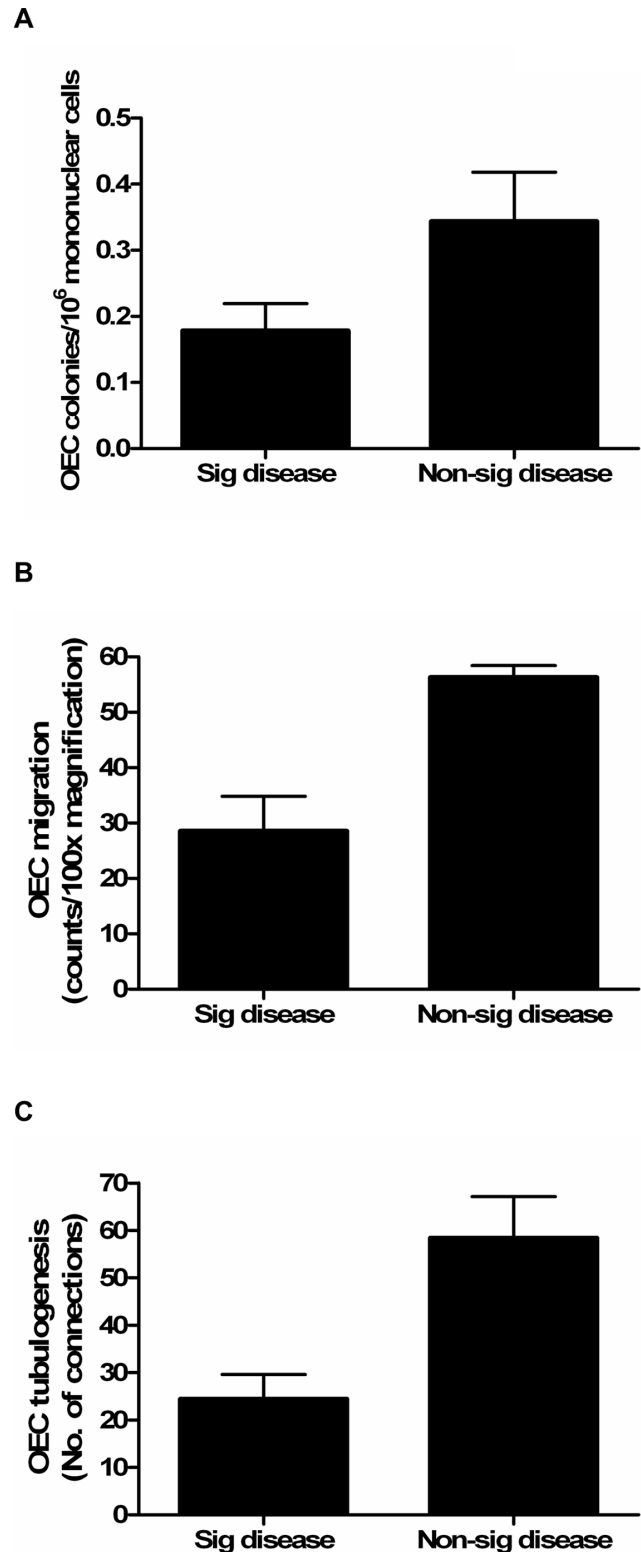 A
OEC colonies/10⁶ mononuclear cells
0.5
0.4
0.3
0.2
0.1
0.0
Sig disease Non-sig disease
B
OEC migration
(counts/100x magnification)
60
50
40
30
20
10
0
Sig disease Non-sig disease
C
OEC tubulogenesis
(No. of connections)
70
60
50
40
30
20
10
0
Sig disease Non-sig disease